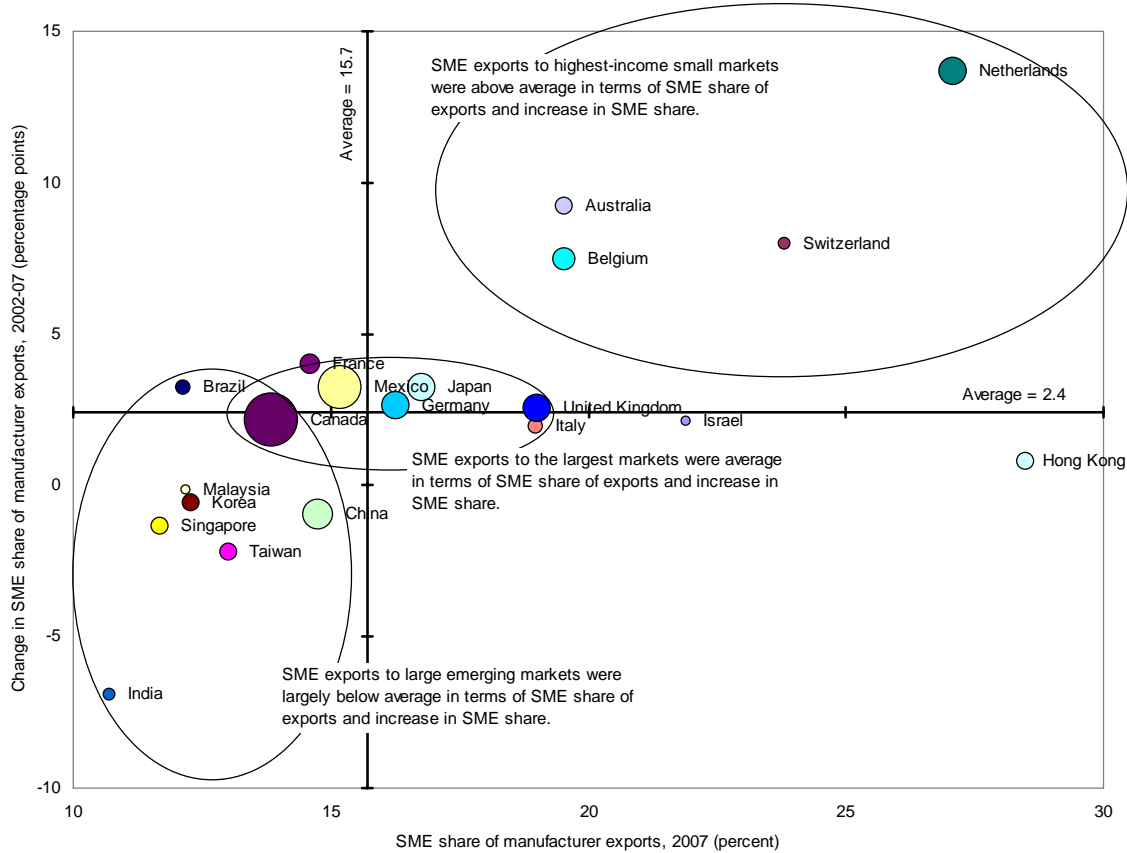 15
Average = 15.7
SME exports to highest-income small markets
were above average in terms of SME share of
exports and increase in SME share.
Netherlands
Change in SME share of manufacturer exports, 2002-07 (percentage points)
10
Australia
Switzerland
Belgium
5
France
Brazil
Mexico
Japan
Average = 2.4
Germany
United Kingdom
Canada
Italy
Israel
SME exports to the largest markets were average
in terms of SME share of exports and increase in
SME share.
Hong Kong
0
Malaysia
Korea
China
Singapore
Taiwan
-5
SME exports to large emerging markets were
largely below average in terms of SME share of
exports and increase in SME share.
India
-10
10
15
20
25
30
SME share of manufacturer exports, 2007 (percent)